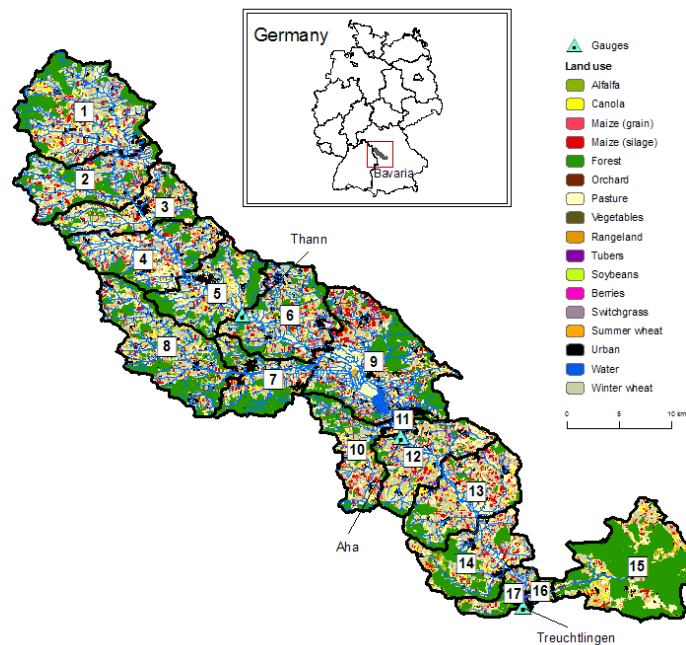 Germany
Bavaria
Gauges
Land use
Alfalfa
Canola
Maize (grain)
Maize (silage)
Forest
Orchard
Pasture
Vegetables
Rangeland
Tubers
Soybeans
Berries
Switchgrass
Summer wheat
Urban
Water
Winter wheat
0 5 10 km
1
2
3
Thann
4
5
6
8
9
7
11
10
12
13
Aha
14
15
17 16
Treuchtlingen